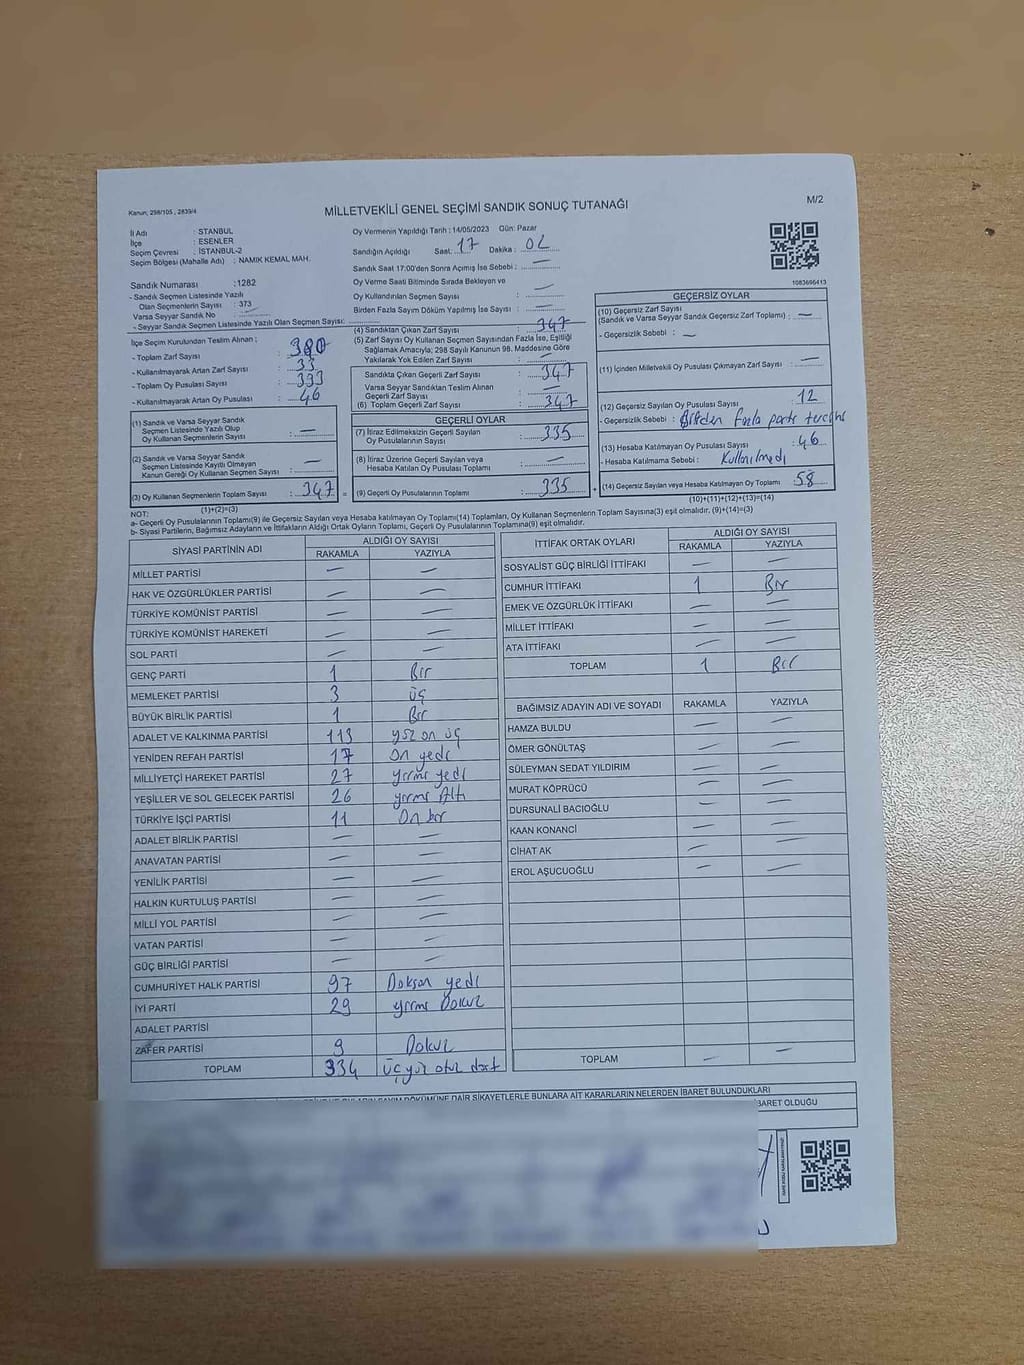 M/2
Kanun; 298/105 , 2839/4
MİLLETVEKİLİ GENEL SEÇİMİ SANDIK SONUÇ TUTANAĞI
İl Adı : İSTANBUL
İlçe : ESENLER
Seçim Çevresi : İSTANBUL-2
Seçim Bölgesi (Mahalle Adı) : NAMIK KEMAL MAH.
Sandık Numarası :1282
- Sandık Seçmen Listesinde Yazılı
Olan Seçmenlerin Sayısı : 373
Varsa Seyyar Sandık No :
- Seyyar Sandık Seçmen Listesinde Yazılı Olan Seçmen Sayısı:
İlçe Seçim Kurulundan Teslim Alınan ;
- Toplam Zarf Sayısı : 380
- Kullanılmayarak Artan Zarf Sayısı : 33
- Toplam Oy Pusulası Sayısı : 393
- Kullanılmayarak Artan Oy Pusulası : 46
(1) Sandık ve Varsa Seyyar Sandık
Seçmen Listesinde Yazılı Olup
Oy Kullanan Seçmenlerin Sayısı : —
(2) Sandık ve Varsa Seyyar Sandık
Seçmen Listesinde Kayıtlı Olmayan
Kanun Gereği Oy Kullanan Seçmen Sayısı : —
(3) Oy Kullanan Seçmenlerin Toplam Sayısı : 347
(1)+(2)=(3)
Oy Vermenin Yapıldığı Tarih : 14/05/2023 Gün: Pazar
Sandığın Açıldığı Saat: 17 Dakika : 02
Sandık Saat 17:00'den Sonra Açımış İse Sebebi : —
Oy Verme Saati Bitiminde Sırada Bekleyen ve
Oy Kullandırılan Seçmen Sayısı : —
Birden Fazla Sayım Döküm Yapılmış İse Sayısı : —
(4) Sandıktan Çıkan Zarf Sayısı : 347
(5) Zarf Sayısı Oy Kullanan Seçmen Sayısından Fazla İse, Eşitliği
Sağlamak Amacıyla; 298 Sayılı Kanunun 98. Maddesine Göre
Yakılarak Yok Edilen Zarf Sayısı : —
Sandıkta Çıkan Geçerli Zarf Sayısı : 347
Varsa Seyyar Sandıktan Teslim Alınan
Geçerli Zarf Sayısı : —
(6) Toplam Geçerli Zarf Sayısı : 347
GEÇERLİ OYLAR
(7) İtiraz Edilmeksizin Geçerli Sayılan
Oy Pusulalarının Sayısı : 335
(8) İtiraz Üzerine Geçerli Sayılan veya
Hesaba Katılan Oy Pusulası Toplamı : —
(9) Geçerli Oy Pusulalarının Toplamı : 335
1083696413
GEÇERSİZ OYLAR
(10) Geçersiz Zarf Sayısı
(Sandık ve Varsa Seyyar Sandık Geçersiz Zarf Toplamı) : —
- Geçersizlik Sebebi : —
(11) İçinden Milletvekili Oy Pusulası Çıkmayan Zarf Sayısı : —
(12) Geçersiz Sayılan Oy Pusulası Sayısı : 12
- Geçersizlik Sebebi : Birden fazla parti tercihi
(13) Hesaba Katılmayan Oy Pusulası Sayısı : 46
- Hesaba Katılmama Sebebi : Kullanılmedi
(14) Geçersiz Sayılan veya Hesaba Katılmayan Oy Toplamı : 58
(10)+(11)+(12)+(13)=(14)
NOT:
a- Geçerli Oy Pusulalarının Toplamı(9) ile Geçersiz Sayılan veya Hesaba katılmayan Oy Toplamı(14) Toplamları, Oy Kullanan Seçmenlerin Toplam Sayısına(3) eşit olmalıdır. (9)+(14)=(3)
b- Siyasi Partilerin, Bağımsız Adayların ve İttifakların Aldığı Ortak Oyların Toplamı, Geçerli Oy Pusulalarının Toplamına(9) eşit olmalıdır.
SİYASİ PARTİNİN ADI ALDIĞI OY SAYISI
RAKAMLA YAZIYLA
MİLLET PARTİSİ — —
HAK VE ÖZGÜRLÜKLER PARTİSİ — —
TÜRKİYE KOMÜNİST PARTİSİ — —
TÜRKİYE KOMÜNİST HAREKETİ — —
SOL PARTİ — —
GENÇ PARTİ 1 Bir
MEMLEKET PARTİSİ 3 üç
BÜYÜK BİRLİK PARTİSİ 1 Bir
ADALET VE KALKINMA PARTİSİ 113 yüz on üç
YENİDEN REFAH PARTİSİ 17 on yedi
MİLLİYETÇİ HAREKET PARTİSİ 27 yirmi yedi
YEŞİLLER VE SOL GELECEK PARTİSİ 26 yirmi Altı
TÜRKİYE İŞÇİ PARTİSİ 11 On bir
ADALET BİRLİK PARTİSİ — —
ANAVATAN PARTİSİ — —
YENİLİK PARTİSİ — —
HALKIN KURTULUŞ PARTİSİ — —
MİLLİ YOL PARTİSİ — —
VATAN PARTİSİ — —
GÜÇ BİRLİĞİ PARTİSİ — —
CUMHURİYET HALK PARTİSİ 97 Doksan yedi
İYİ PARTİ 29 yirmi Dokuz
ADALET PARTİSİ
ZAFER PARTİSİ 9 Dokuz
TOPLAM 334 üçyüz otuz dört
İTTİFAK ORTAK OYLARI ALDIĞI OY SAYISI
RAKAMLA YAZIYLA
SOSYALİST GÜÇ BİRLİĞİ İTTİFAKI — —
CUMHUR İTTİFAKI 1 Bir
EMEK VE ÖZGÜRLÜK İTTİFAKI — —
MİLLET İTTİFAKI — —
ATA İTTİFAKI — —
TOPLAM 1 Bir
BAĞIMSIZ ADAYIN ADI VE SOYADI RAKAMLA YAZIYLA
HAMZA BULDU — —
ÖMER GÖNÜLTAŞ — —
SÜLEYMAN SEDAT YILDIRIM — —
MURAT KÖPRÜCÜ — —
DURSUNALİ BACIOĞLU — —
KAAN KONANCİ — —
CİHAT AK — —
EROL AŞUCUOĞLU — —
TOPLAM — —
SAYIM DÖKÜMÜNE DAİR ŞİKAYETLERLE BUNLARA AİT KARARLARIN NELERDEN İBARET BULUNDUKLARI
İBARET OLDUĞU